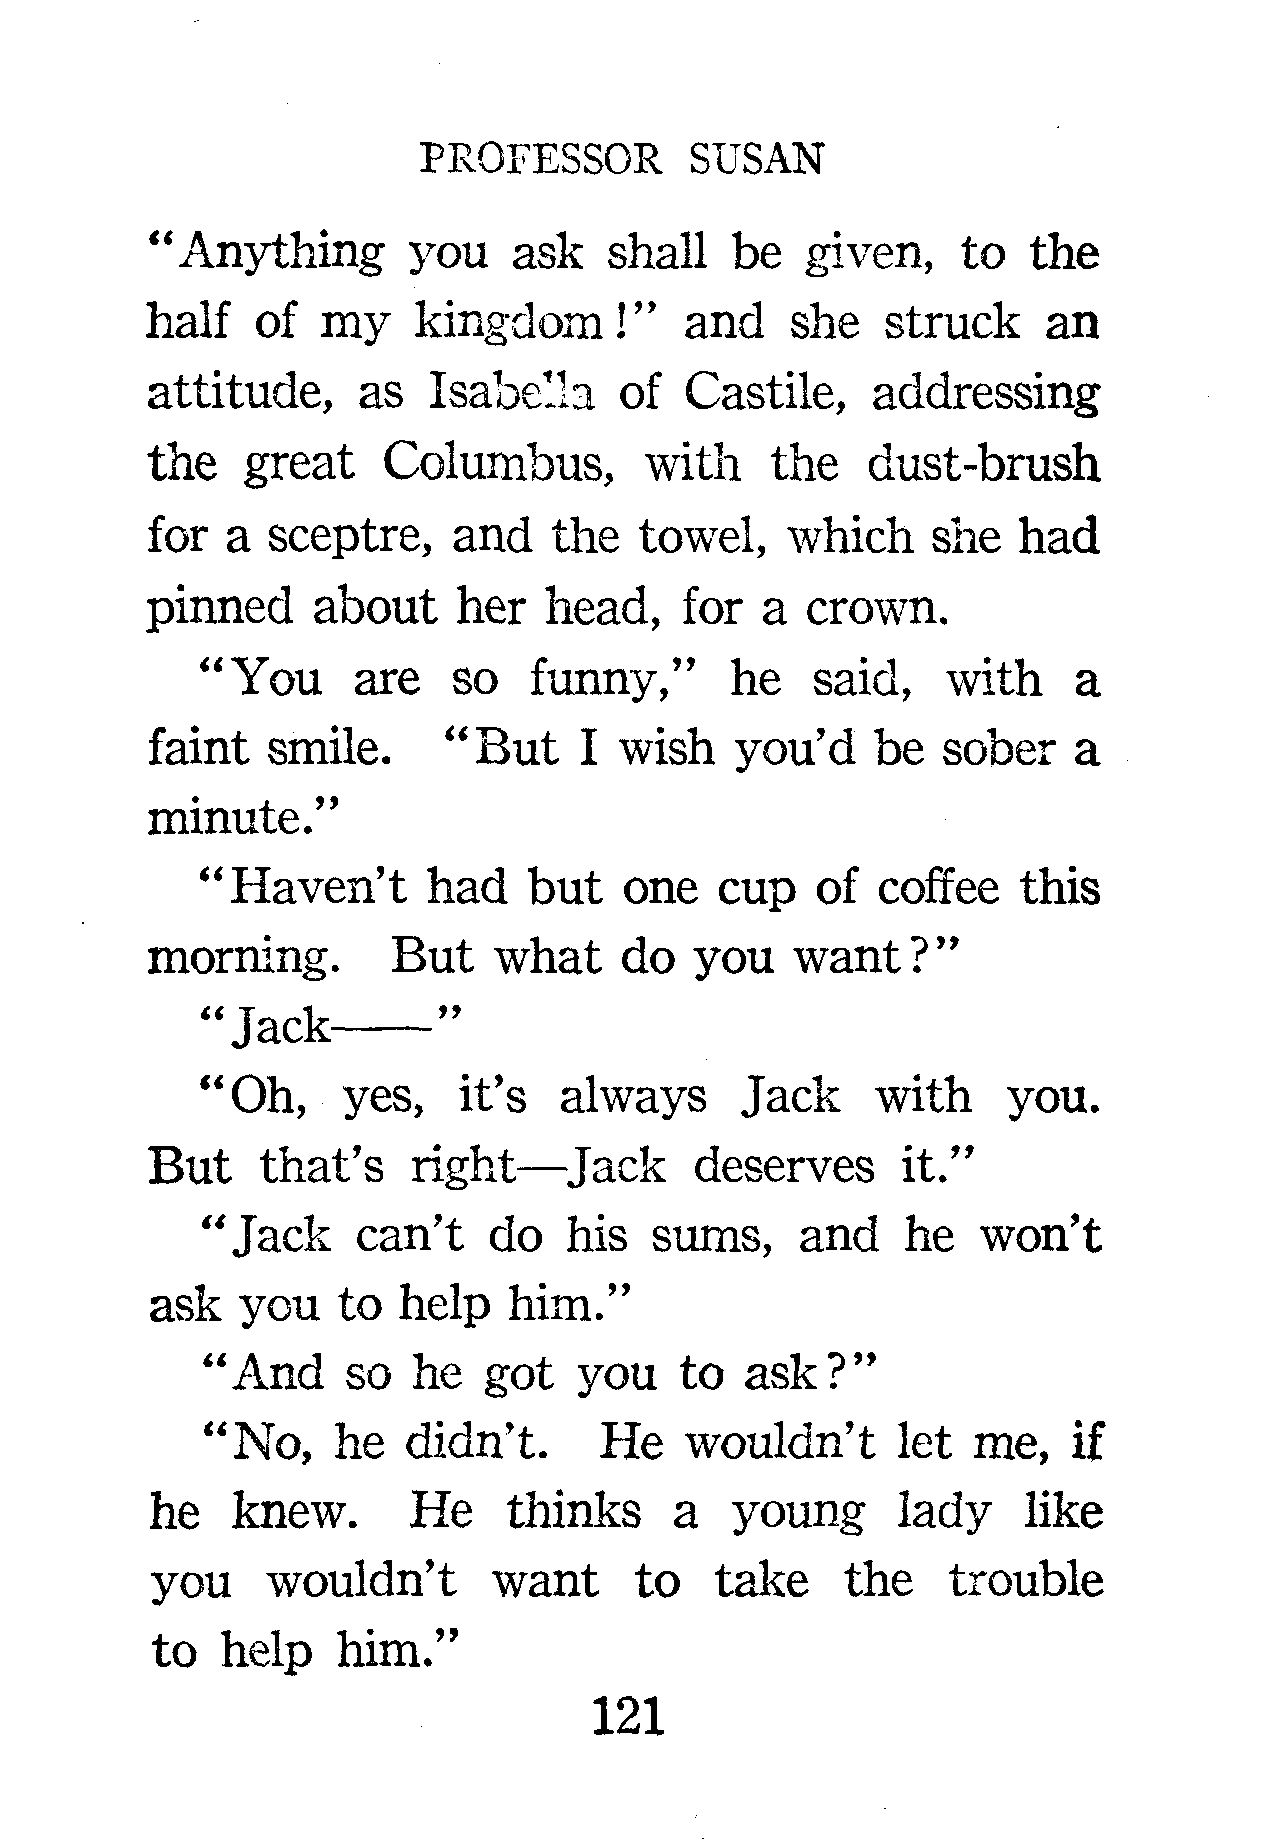 PROFESSOR SUSAN
“Anything you ask shall be given, to the
half of my kingdom!” and she struck an
attitude, as Isabella of Castile, addressing
the great Columbus, with the dust-brush
for a sceptre, and the towel, which she had
pinned about her head, for a crown.
“You are so funny,” he said, with a
faint smile. “But I wish you’d be sober a
minute.”
“Haven’t had but one cup of coffee this
morning. But what do you want?”
“Jack——”
“Oh, yes, it’s always Jack with you.
But that’s right—Jack deserves it.”
“Jack can’t do his sums, and he won’t
ask you to help him.”
“And so he got you to ask?”
“No, he didn’t. He wouldn’t let me, if
he knew. He thinks a young lady like
you wouldn’t want to take the trouble
to help him.”
121